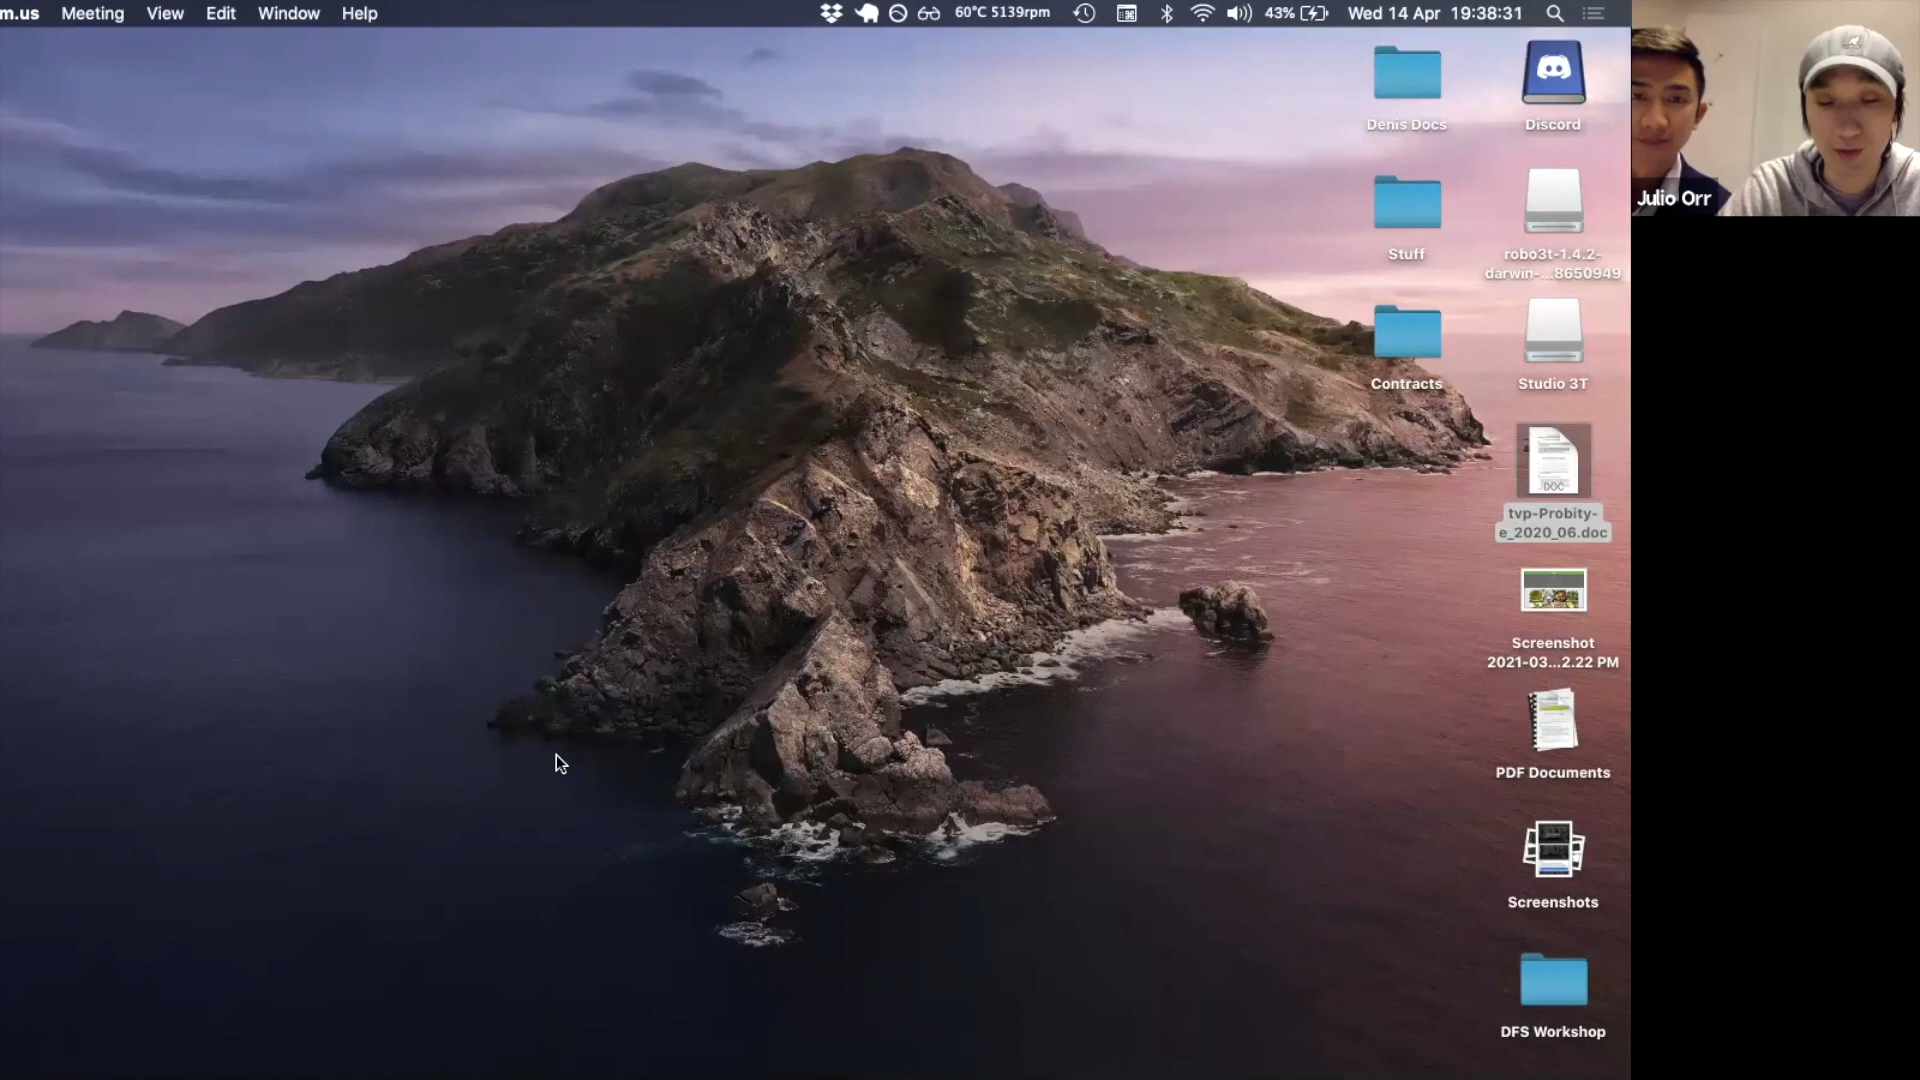 m.us Meeting View Edit Window Help 60°C 5139rpm 43% Wed 14 Apr 19:38:31
Denis Docs
Discord
Julio Orr
Stuff
robo3t-1.4.2-
darwin-...8650949
Contracts
Studio 3T
DOC
tvp-Probity-
e_2020_06.doc
Screenshot
2021-03...2.22 PM
PDF Documents
Screenshots
DFS Workshop